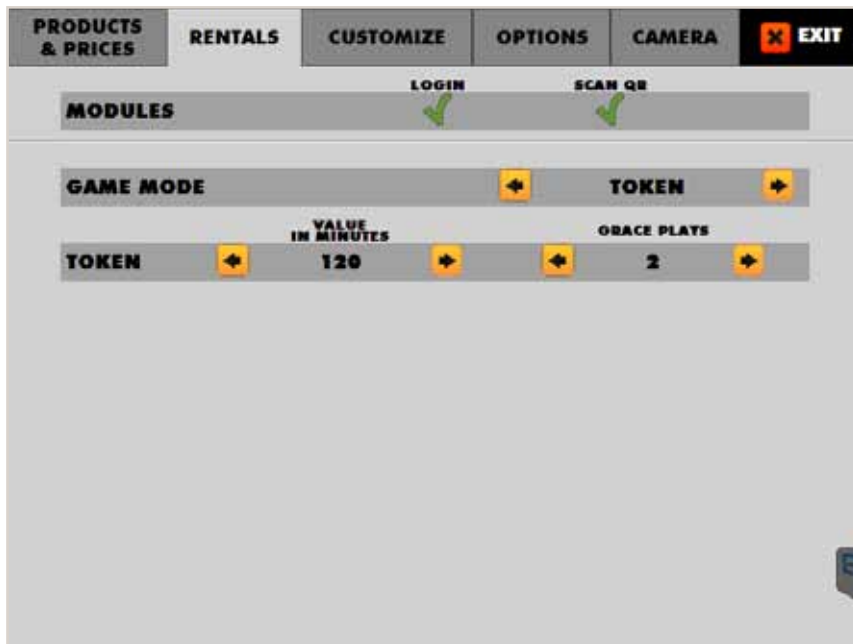 PRODUCTS
& PRICES
RENTALS
CUSTOMIZE
OPTIONS
CAMERA
EXIT
LOGIN
SCAN QR
MODULES
GAME MODE
TOKEN
VALUE
IN MINUTES
GRACE PLAYS
TOKEN
120
2